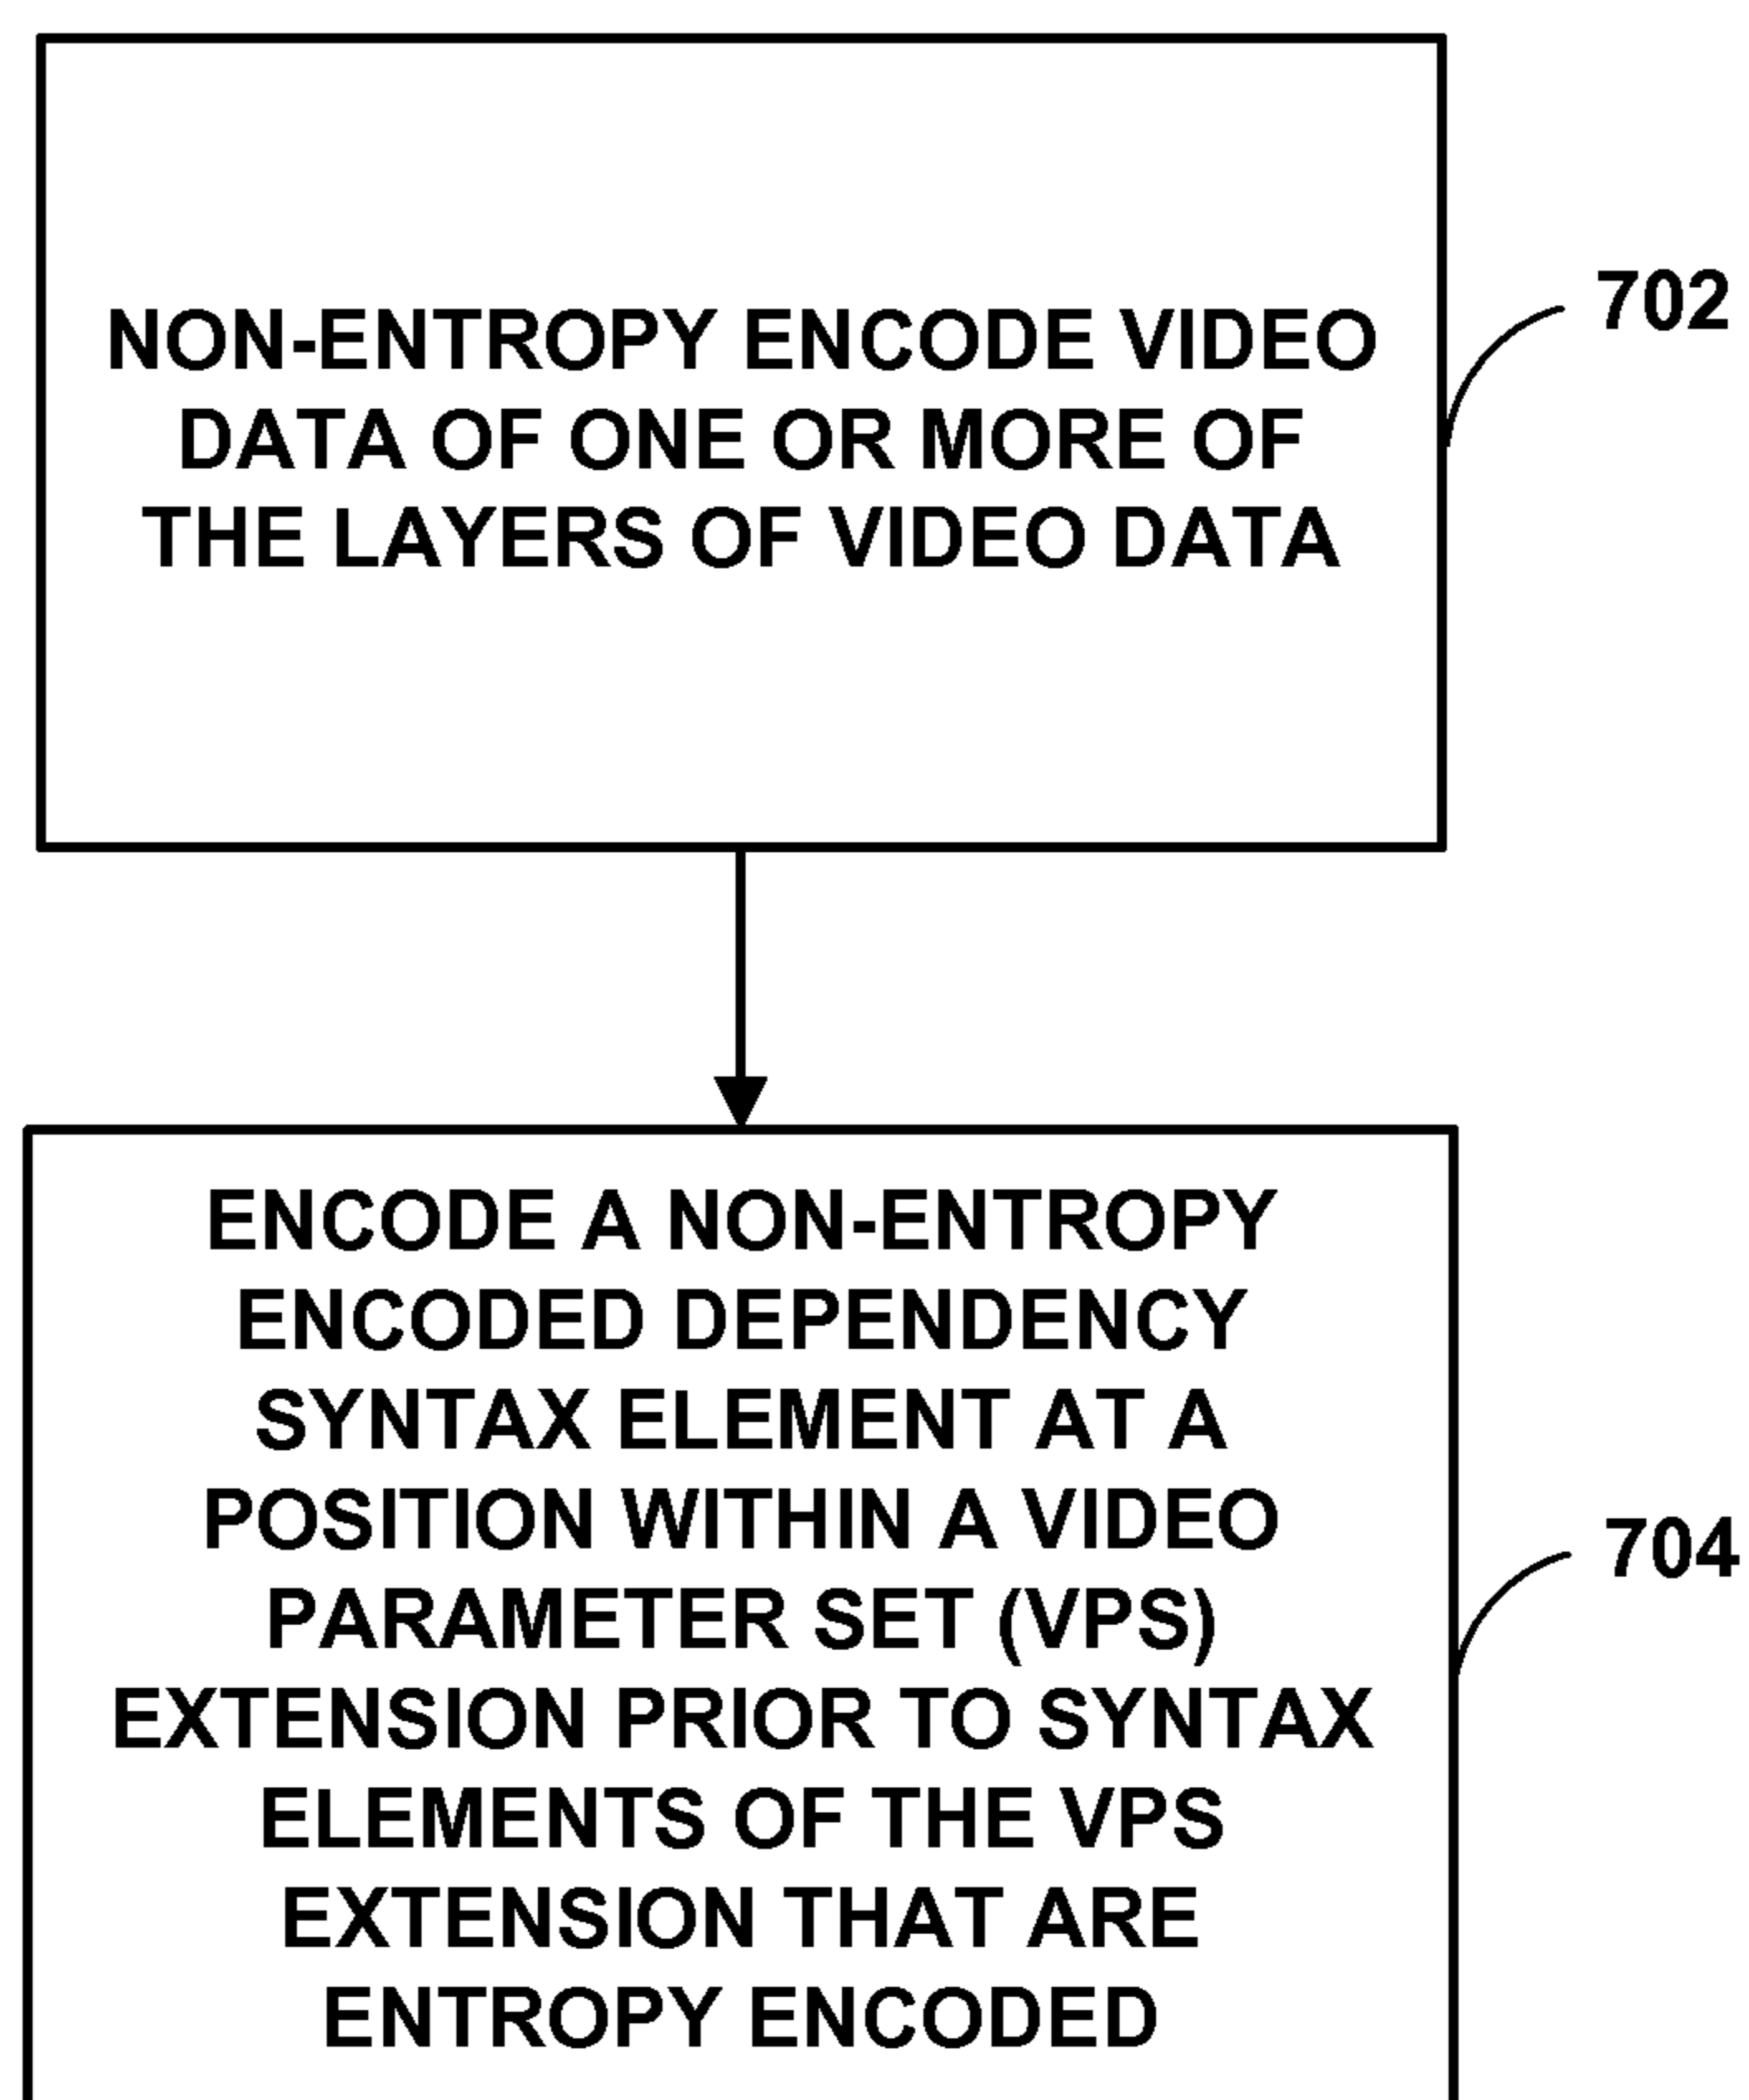 NON-ENTROPY ENCODE VIDEO
DATA OF ONE OR MORE OF
THE LAYERS OF VIDEO DATA
702
ENCODE A NON-ENTROPY
ENCODED DEPENDENCY
SYNTAX ELEMENT AT A
POSITION WITHIN A VIDEO
PARAMETER SET (VPS)
EXTENSION PRIOR TO SYNTAX
ELEMENTS OF THE VPS
EXTENSION THAT ARE
ENTROPY ENCODED
704